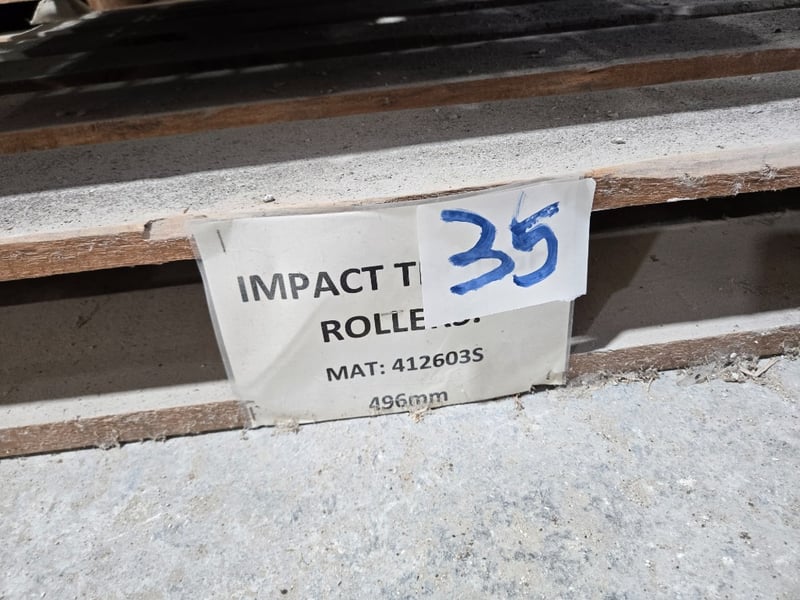 IMPACT T
35
ROLLERS.
MAT: 412603S
496mm